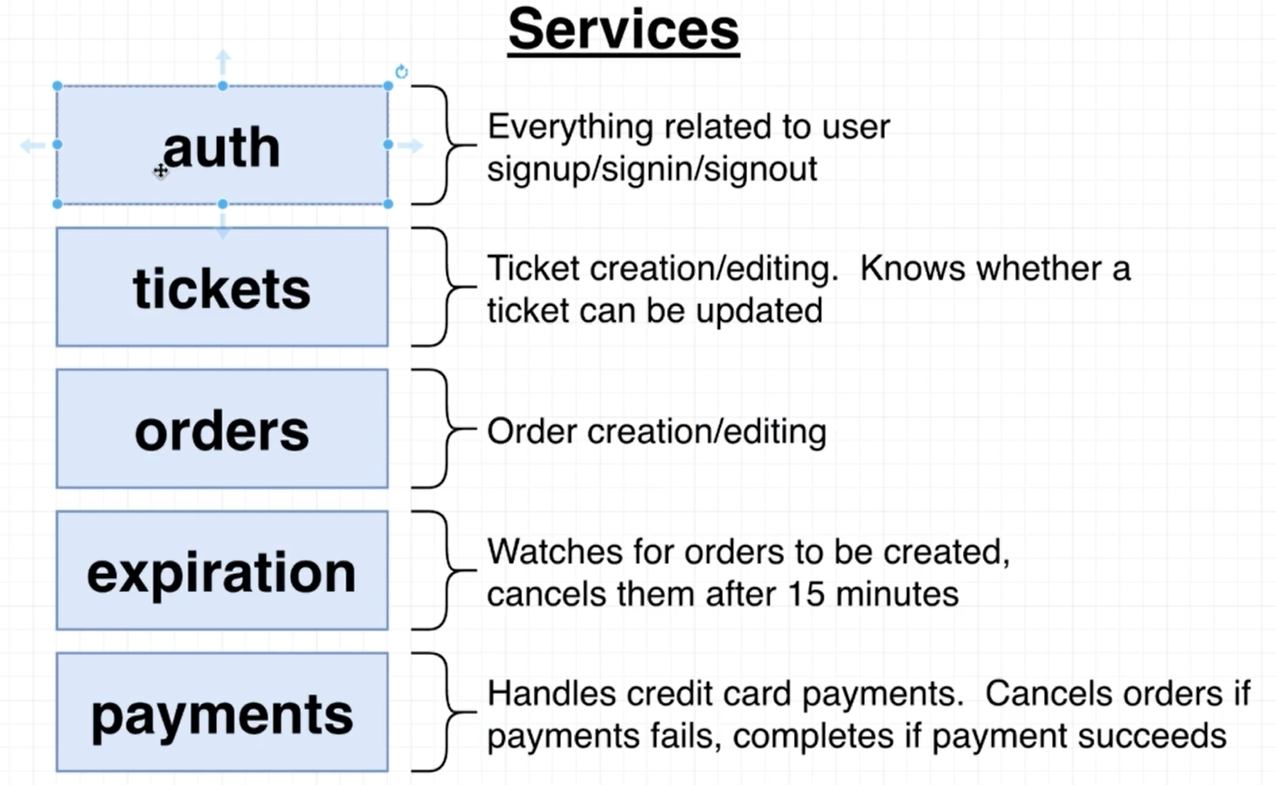 Services
auth
Everything related to user
signup/signin/signout
tickets
Ticket creation/editing.  Knows whether a
ticket can be updated
orders
Order creation/editing
expiration
Watches for orders to be created,
cancels them after 15 minutes
payments
Handles credit card payments.  Cancels orders if
payments fails, completes if payment succeeds